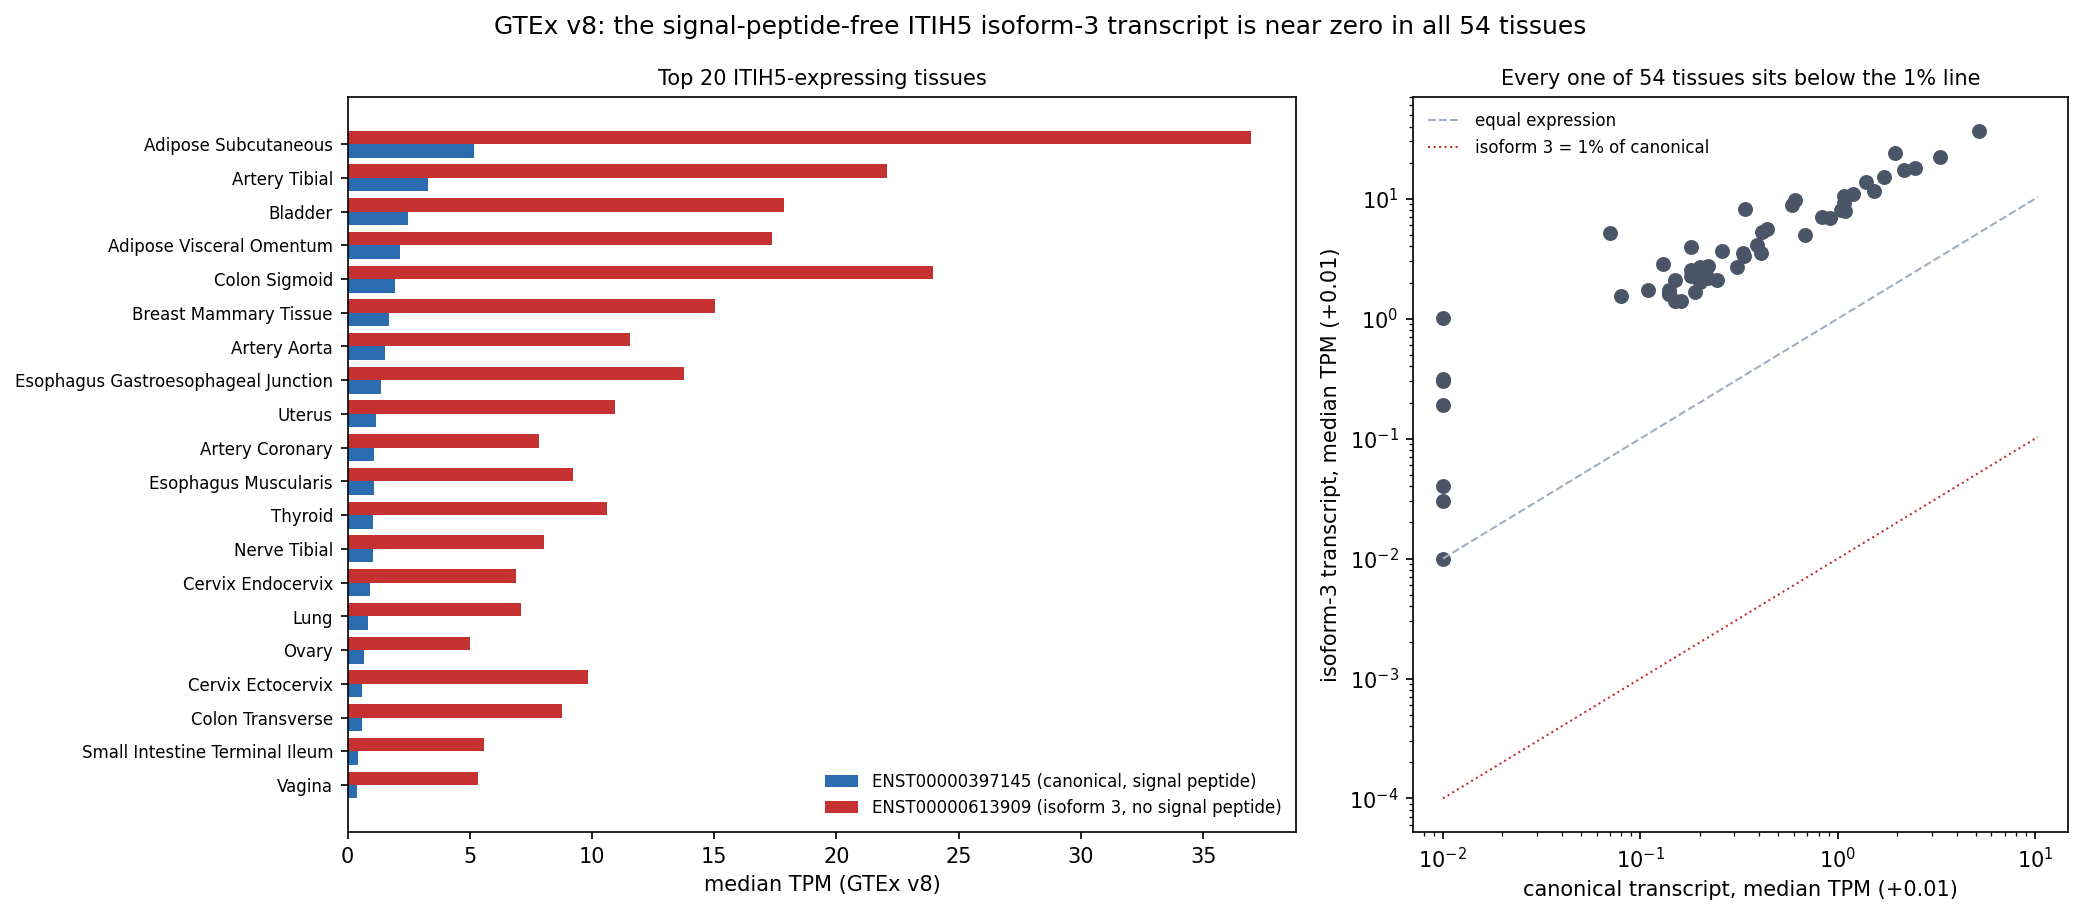 GTEx v8: the signal-peptide-free ITIH5 isoform-3 transcript is near zero in all 54 tissues
Top 20 ITIH5-expressing tissues
Adipose Subcutaneous
Artery Tibial
Bladder
Adipose Visceral Omentum
Colon Sigmoid
Breast Mammary Tissue
Artery Aorta
Esophagus Gastroesophageal Junction
Uterus
Artery Coronary
Esophagus Muscularis
Thyroid
Nerve Tibial
Cervix Endocervix
Lung
Ovary
Cervix Ectocervix
Colon Transverse
Small Intestine Terminal Ileum
Vagina
ENST00000397145 (canonical, signal peptide)
ENST00000613909 (isoform 3, no signal peptide)
0 5 10 15 20 25 30 35
median TPM (GTEx v8)
Every one of 54 tissues sits below the 1% line
equal expression
isoform 3 = 1% of canonical
isoform-3 transcript, median TPM (+0.01)
10¹
10⁰
10⁻¹
10⁻²
10⁻³
10⁻⁴
10⁻² 10⁻¹ 10⁰ 10¹
canonical transcript, median TPM (+0.01)